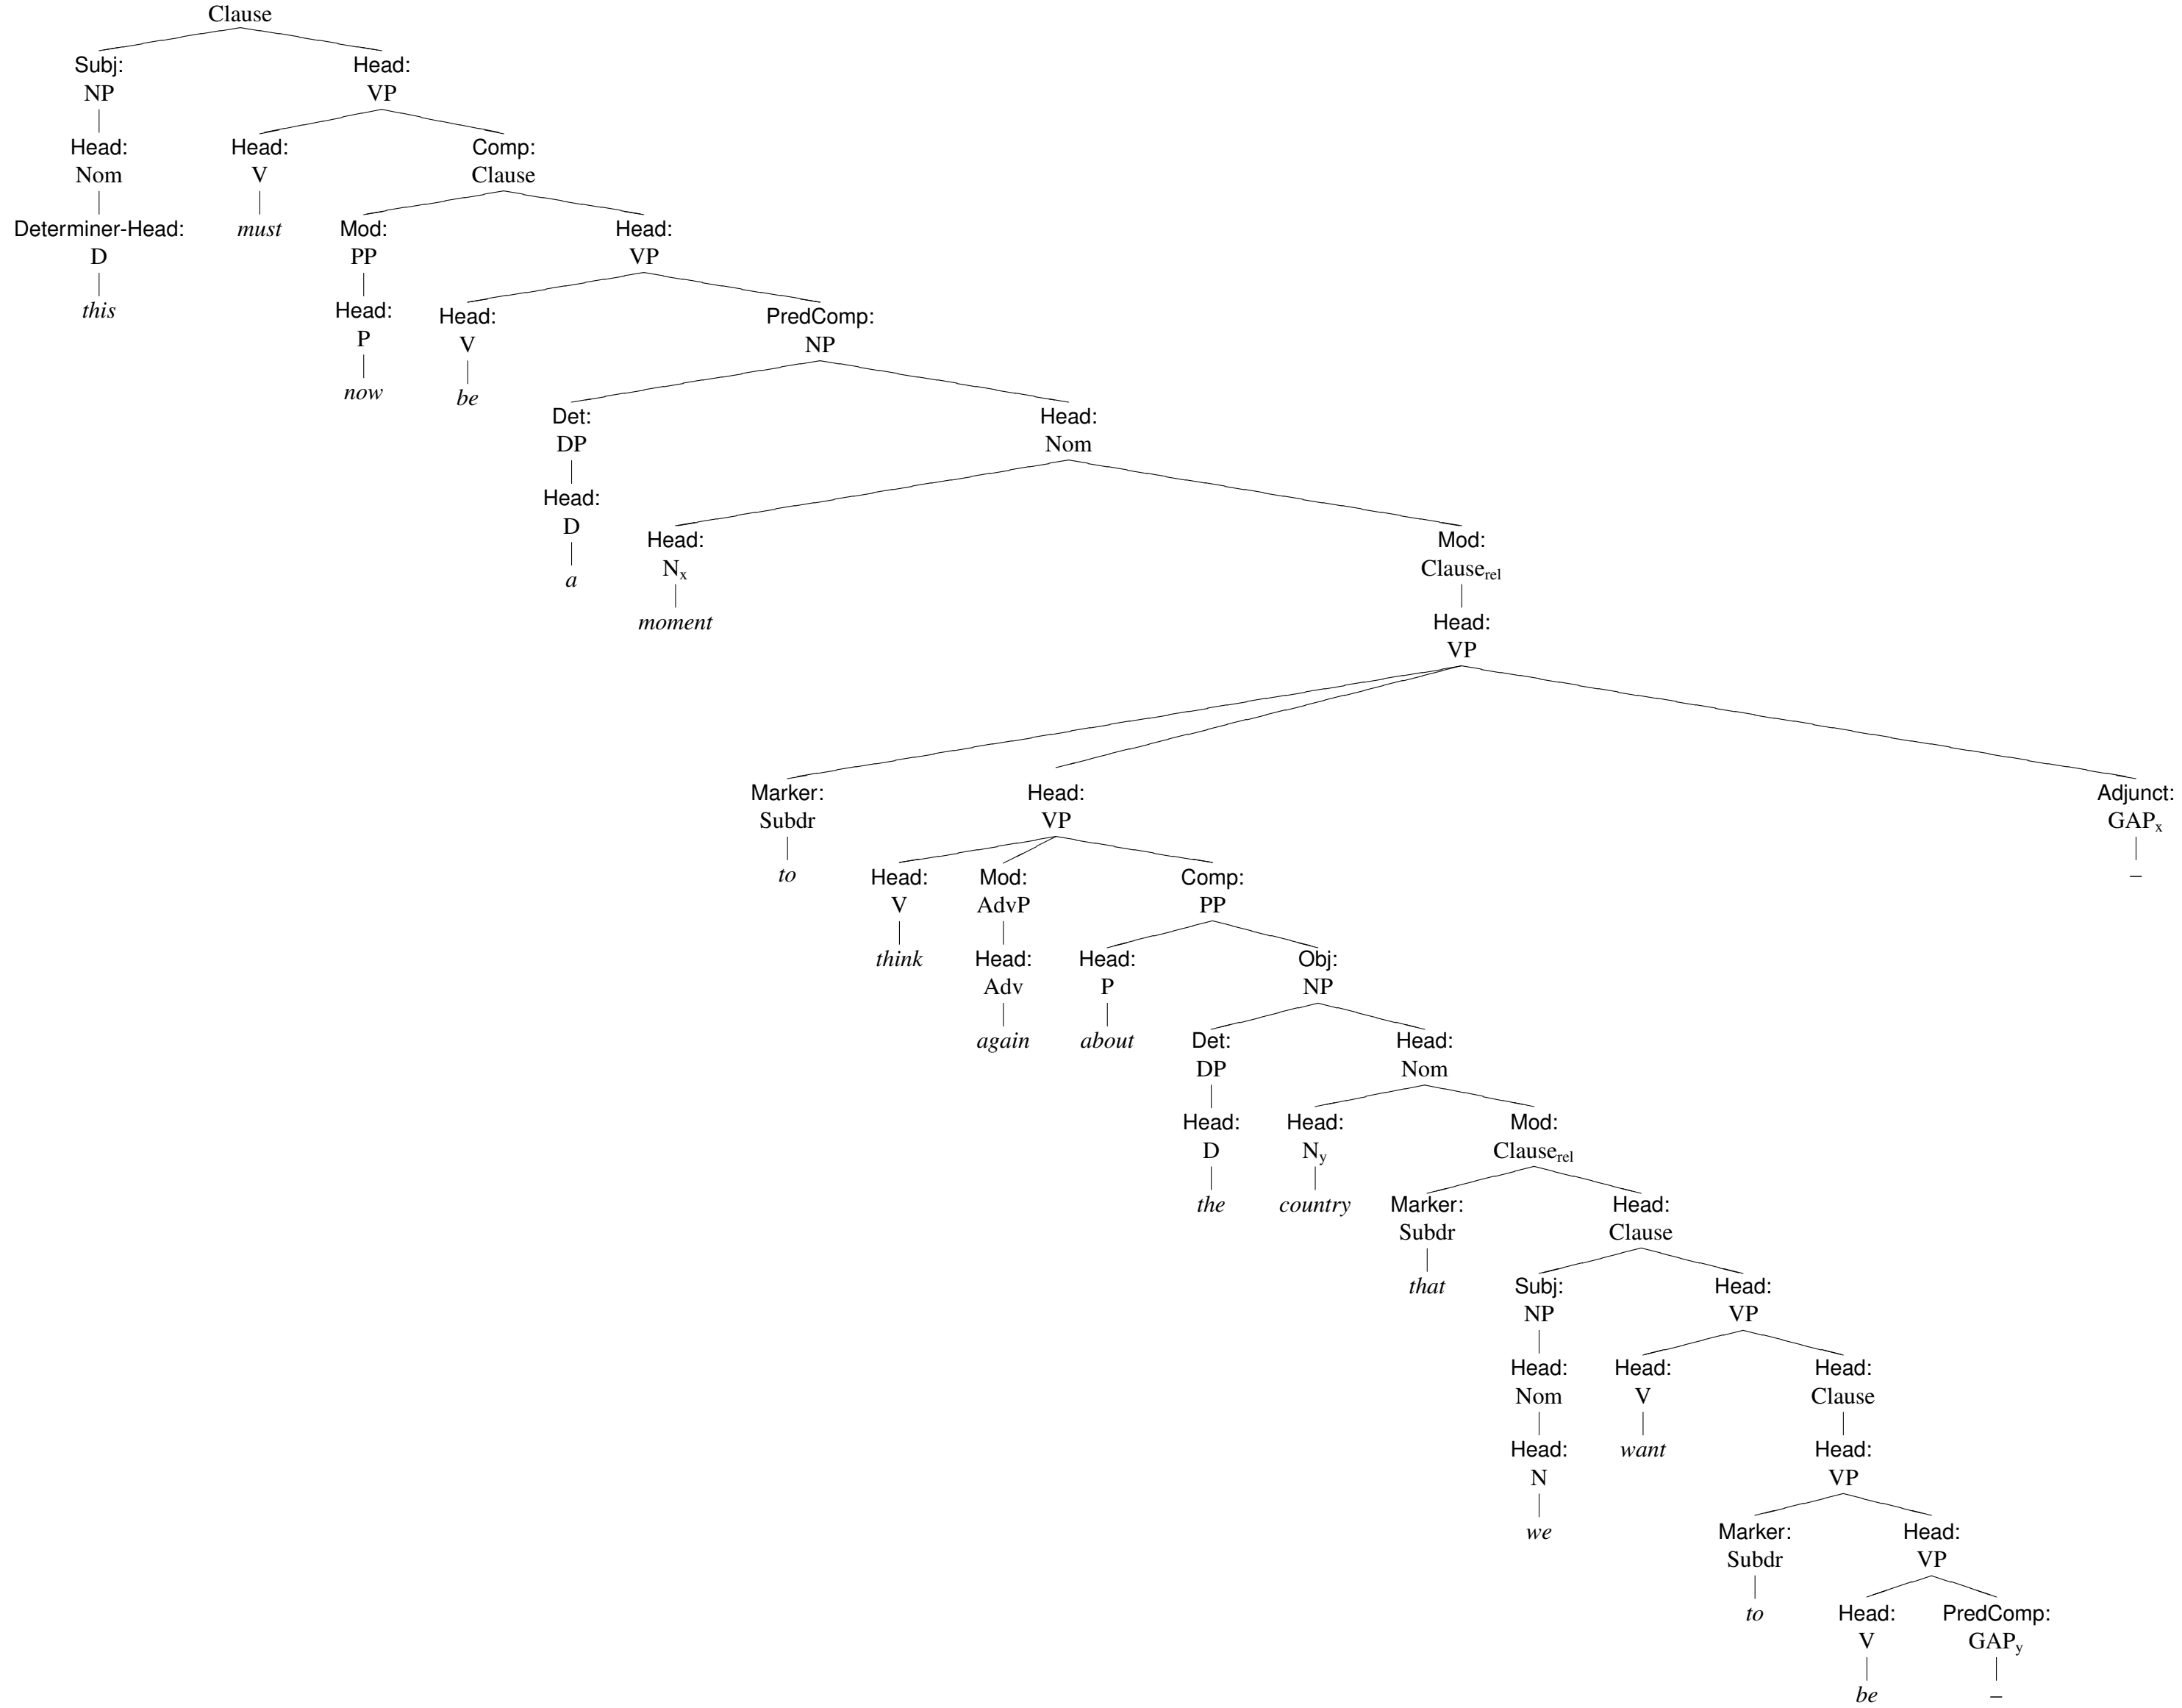 Clause
Subj: Head:
NP VP
Head: Head: Comp:
Nom V Clause
Determiner-Head: must Mod: Head:
D PP VP
this Head: Head: PredComp:
P V NP
now be
Det: Head:
DP Nom
Head:
D
a
Head: Mod:
Nx Clauserel
moment Head:
VP
Marker: Head: Adjunct:
Subdr VP GAPx
to Head: Mod: Comp: –
V AdvP PP
think Head: Head: Obj:
Adv P NP
again about Det: Head:
DP Nom
Head: Head: Mod:
D Ny Clauserel
the country Marker: Head:
Subdr Clause
that Subj: Head:
NP VP
Head: Head: Head:
Nom V Clause
Head: want Head:
N VP
we Marker: Head:
Subdr VP
to Head: PredComp:
V GAPy
be –